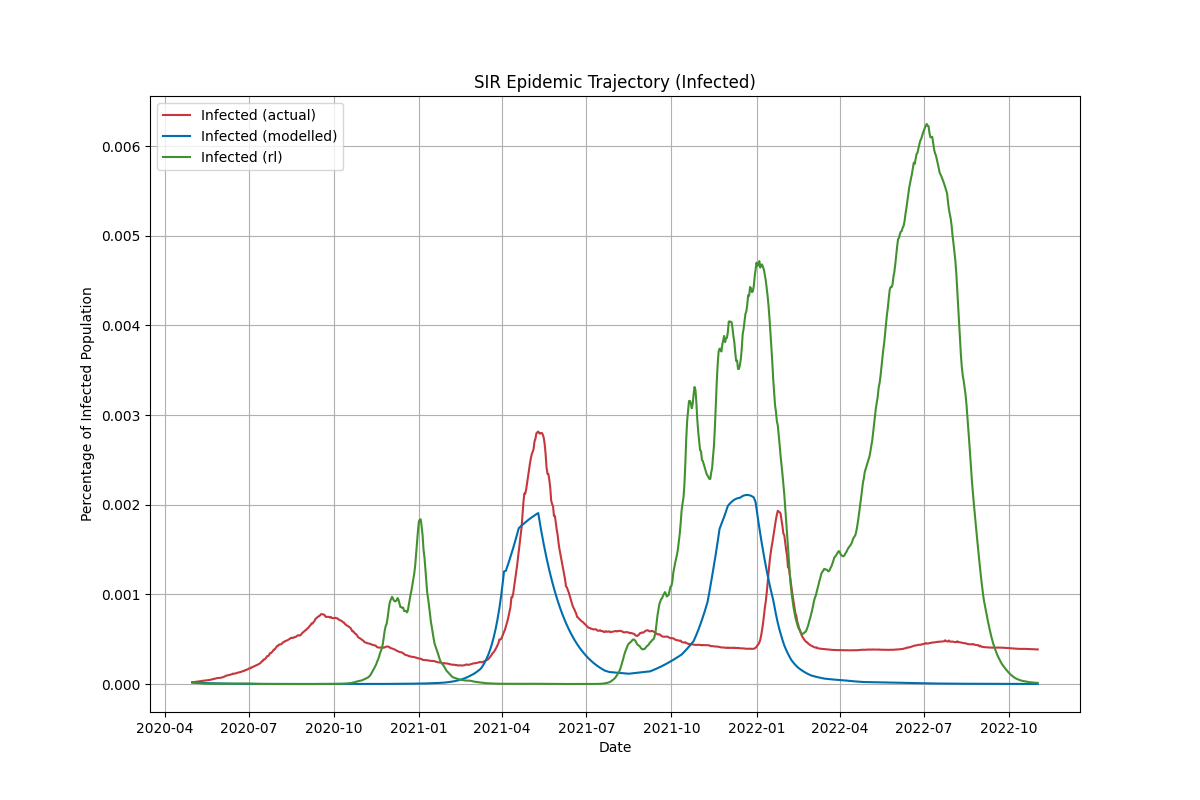 SIR Epidemic Trajectory (Infected)
Infected (actual)
Infected (modelled)
Infected (rl)
Percentage of Infected Population
0.006
0.005
0.004
0.003
0.002
0.001
0.000
2020-04 2020-07 2020-10 2021-01 2021-04 2021-07 2021-10 2022-01 2022-04 2022-07 2022-10
Date